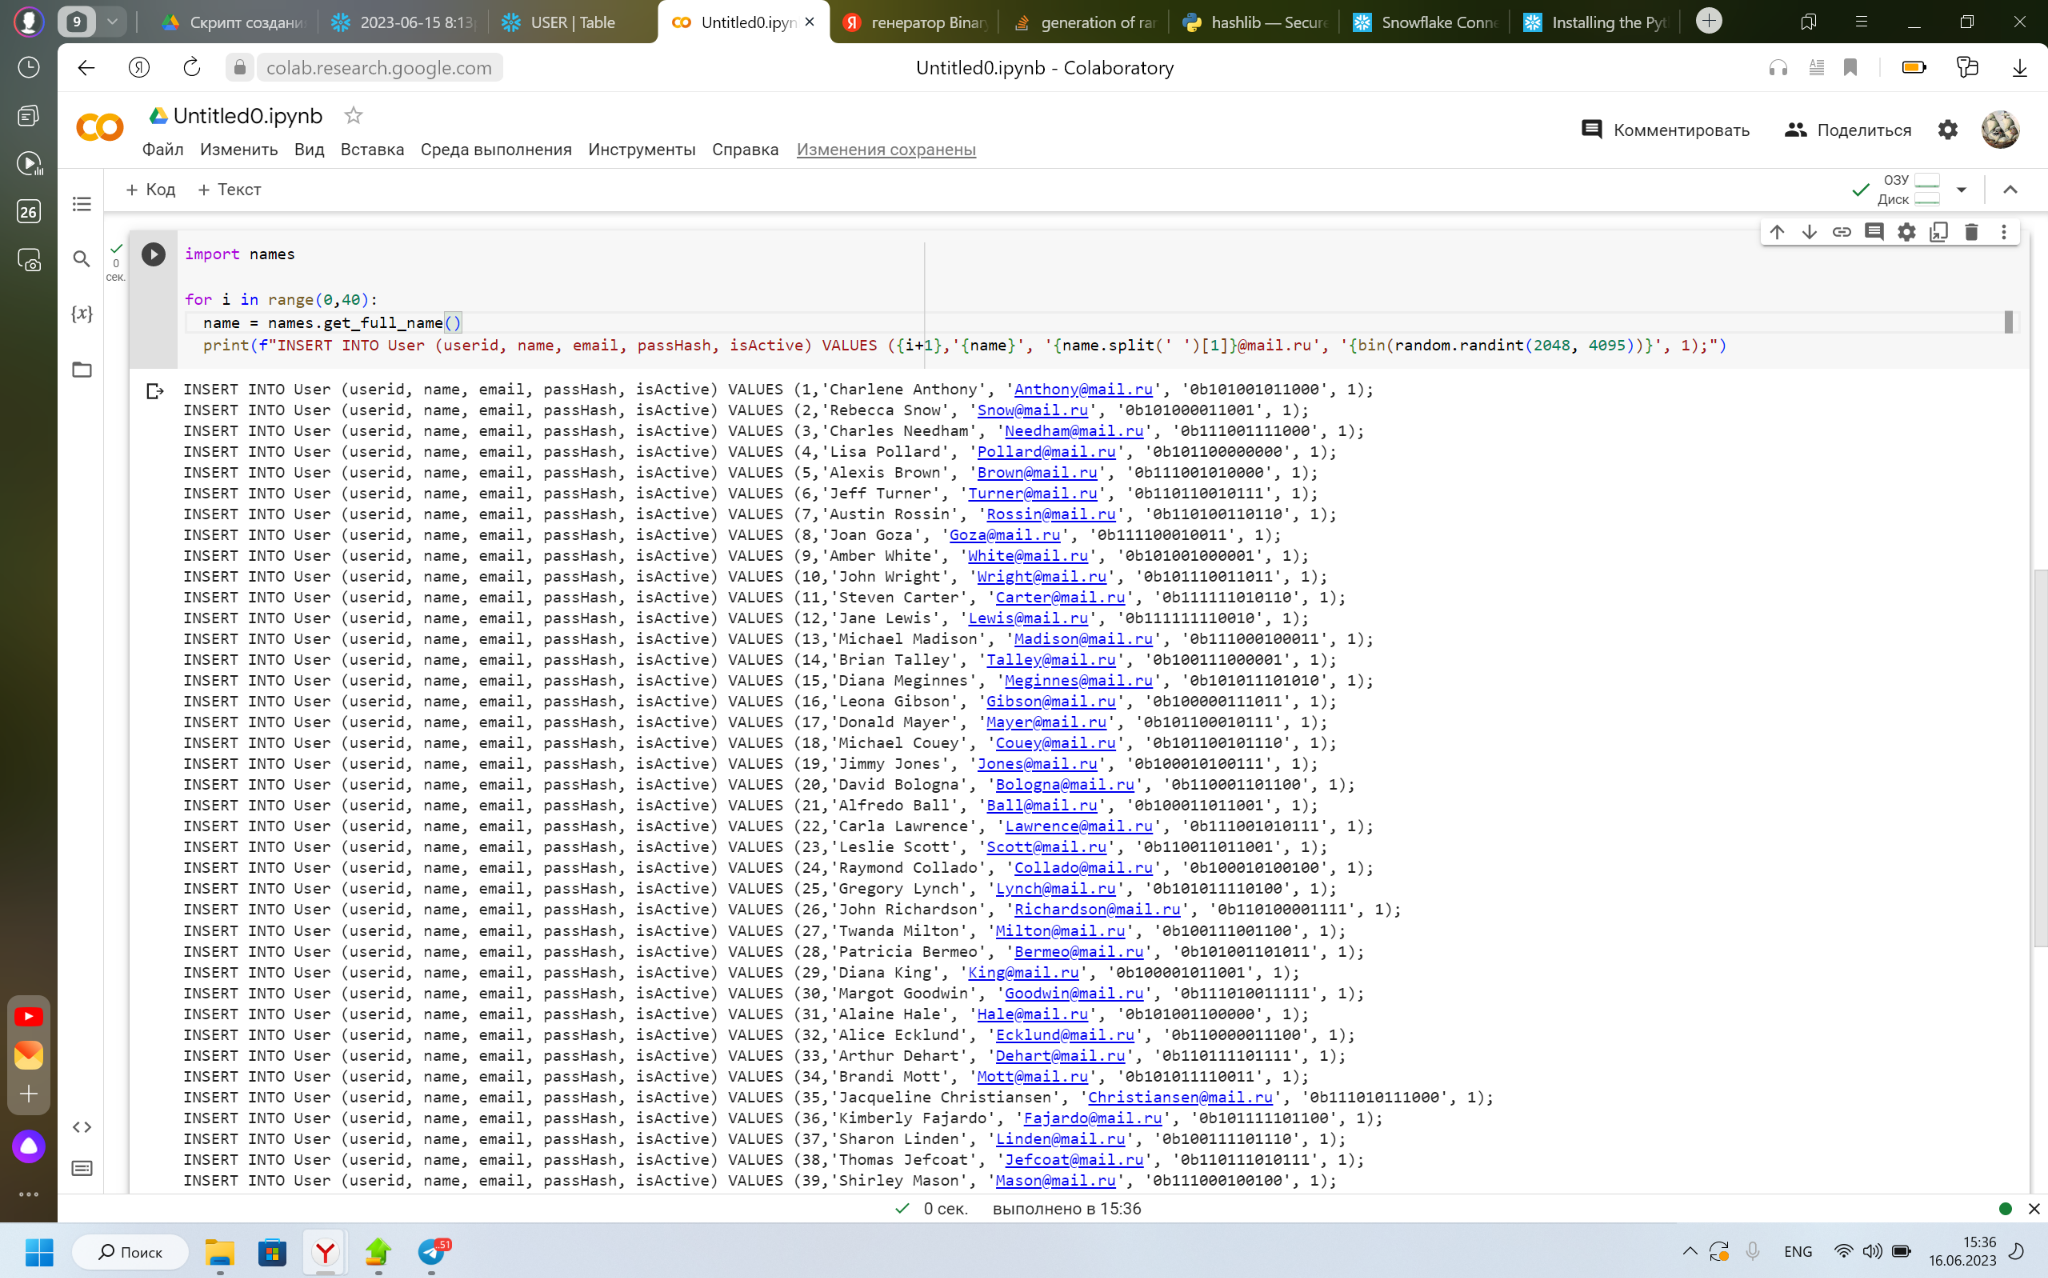 9
Скрипт создани
2023-06-15 8:13
USER | Table
Untitled0.ipyn
генератор Binar
generation of ra
hashlib — Secur
Snowflake Conn
Installing the Py
colab.research.google.com
Untitled0.ipynb - Colaboratory
Untitled0.ipynb
Комментировать
Поделиться
Файл Изменить Вид Вставка Среда выполнения Инструменты Справка Изменения сохранены
+ Код + Текст
ОЗУ
Диск
26
0
сек.
{x}
import names
for i in range(0,40):
name = names.get_full_name()
print(f"INSERT INTO User (userid, name, email, passHash, isActive) VALUES ({i+1},'{name}', '{name.split(' ')[1]}@mail.ru', '{bin(random.randint(2048, 4095))}', 1);")
INSERT INTO User (userid, name, email, passHash, isActive) VALUES (1,'Charlene Anthony', 'Anthony@mail.ru', '0b101001011000', 1);
INSERT INTO User (userid, name, email, passHash, isActive) VALUES (2,'Rebecca Snow', 'Snow@mail.ru', '0b101000011001', 1);
INSERT INTO User (userid, name, email, passHash, isActive) VALUES (3,'Charles Needham', 'Needham@mail.ru', '0b111001111000', 1);
INSERT INTO User (userid, name, email, passHash, isActive) VALUES (4,'Lisa Pollard', 'Pollard@mail.ru', '0b101100000000', 1);
INSERT INTO User (userid, name, email, passHash, isActive) VALUES (5,'Alexis Brown', 'Brown@mail.ru', '0b111001010000', 1);
INSERT INTO User (userid, name, email, passHash, isActive) VALUES (6,'Jeff Turner', 'Turner@mail.ru', '0b110110010111', 1);
INSERT INTO User (userid, name, email, passHash, isActive) VALUES (7,'Austin Rossin', 'Rossin@mail.ru', '0b110100110110', 1);
INSERT INTO User (userid, name, email, passHash, isActive) VALUES (8,'Joan Goza', 'Goza@mail.ru', '0b111100010011', 1);
INSERT INTO User (userid, name, email, passHash, isActive) VALUES (9,'Amber White', 'White@mail.ru', '0b101001000001', 1);
INSERT INTO User (userid, name, email, passHash, isActive) VALUES (10,'John Wright', 'Wright@mail.ru', '0b101110011011', 1);
INSERT INTO User (userid, name, email, passHash, isActive) VALUES (11,'Steven Carter', 'Carter@mail.ru', '0b111111010110', 1);
INSERT INTO User (userid, name, email, passHash, isActive) VALUES (12,'Jane Lewis', 'Lewis@mail.ru', '0b111111110010', 1);
INSERT INTO User (userid, name, email, passHash, isActive) VALUES (13,'Michael Madison', 'Madison@mail.ru', '0b111000100011', 1);
INSERT INTO User (userid, name, email, passHash, isActive) VALUES (14,'Brian Talley', 'Talley@mail.ru', '0b100111000001', 1);
INSERT INTO User (userid, name, email, passHash, isActive) VALUES (15,'Diana Meginnes', 'Meginnes@mail.ru', '0b101011101010', 1);
INSERT INTO User (userid, name, email, passHash, isActive) VALUES (16,'Leona Gibson', 'Gibson@mail.ru', '0b100000111011', 1);
INSERT INTO User (userid, name, email, passHash, isActive) VALUES (17,'Donald Mayer', 'Mayer@mail.ru', '0b101100010111', 1);
INSERT INTO User (userid, name, email, passHash, isActive) VALUES (18,'Michael Couey', 'Couey@mail.ru', '0b101100101110', 1);
INSERT INTO User (userid, name, email, passHash, isActive) VALUES (19,'Jimmy Jones', 'Jones@mail.ru', '0b100010100111', 1);
INSERT INTO User (userid, name, email, passHash, isActive) VALUES (20,'David Bologna', 'Bologna@mail.ru', '0b110001101100', 1);
INSERT INTO User (userid, name, email, passHash, isActive) VALUES (21,'Alfredo Ball', 'Ball@mail.ru', '0b100011011001', 1);
INSERT INTO User (userid, name, email, passHash, isActive) VALUES (22,'Carla Lawrence', 'Lawrence@mail.ru', '0b111001010111', 1);
INSERT INTO User (userid, name, email, passHash, isActive) VALUES (23,'Leslie Scott', 'Scott@mail.ru', '0b110011011001', 1);
INSERT INTO User (userid, name, email, passHash, isActive) VALUES (24,'Raymond Collado', 'Collado@mail.ru', '0b100010100100', 1);
INSERT INTO User (userid, name, email, passHash, isActive) VALUES (25,'Gregory Lynch', 'Lynch@mail.ru', '0b101011110100', 1);
INSERT INTO User (userid, name, email, passHash, isActive) VALUES (26,'John Richardson', 'Richardson@mail.ru', '0b110100001111', 1);
INSERT INTO User (userid, name, email, passHash, isActive) VALUES (27,'Twanda Milton', 'Milton@mail.ru', '0b100111001100', 1);
INSERT INTO User (userid, name, email, passHash, isActive) VALUES (28,'Patricia Bermeo', 'Bermeo@mail.ru', '0b101001101011', 1);
INSERT INTO User (userid, name, email, passHash, isActive) VALUES (29,'Diana King', 'King@mail.ru', '0b100001011001', 1);
INSERT INTO User (userid, name, email, passHash, isActive) VALUES (30,'Margot Goodwin', 'Goodwin@mail.ru', '0b111010011111', 1);
INSERT INTO User (userid, name, email, passHash, isActive) VALUES (31,'Alaine Hale', 'Hale@mail.ru', '0b101001100000', 1);
INSERT INTO User (userid, name, email, passHash, isActive) VALUES (32,'Alice Ecklund', 'Ecklund@mail.ru', '0b110000011100', 1);
INSERT INTO User (userid, name, email, passHash, isActive) VALUES (33,'Arthur Dehart', 'Dehart@mail.ru', '0b110111101111', 1);
INSERT INTO User (userid, name, email, passHash, isActive) VALUES (34,'Brandi Mott', 'Mott@mail.ru', '0b101011110011', 1);
INSERT INTO User (userid, name, email, passHash, isActive) VALUES (35,'Jacqueline Christiansen', 'Christiansen@mail.ru', '0b111010111000', 1);
INSERT INTO User (userid, name, email, passHash, isActive) VALUES (36,'Kimberly Fajardo', 'Fajardo@mail.ru', '0b101111101100', 1);
INSERT INTO User (userid, name, email, passHash, isActive) VALUES (37,'Sharon Linden', 'Linden@mail.ru', '0b100111101110', 1);
INSERT INTO User (userid, name, email, passHash, isActive) VALUES (38,'Thomas Jefcoat', 'Jefcoat@mail.ru', '0b110111010111', 1);
INSERT INTO User (userid, name, email, passHash, isActive) VALUES (39,'Shirley Mason', 'Mason@mail.ru', '0b111000100100', 1);
0 сек. выполнено в 15:36
Поиск
51
ENG
15:36
16.06.2023